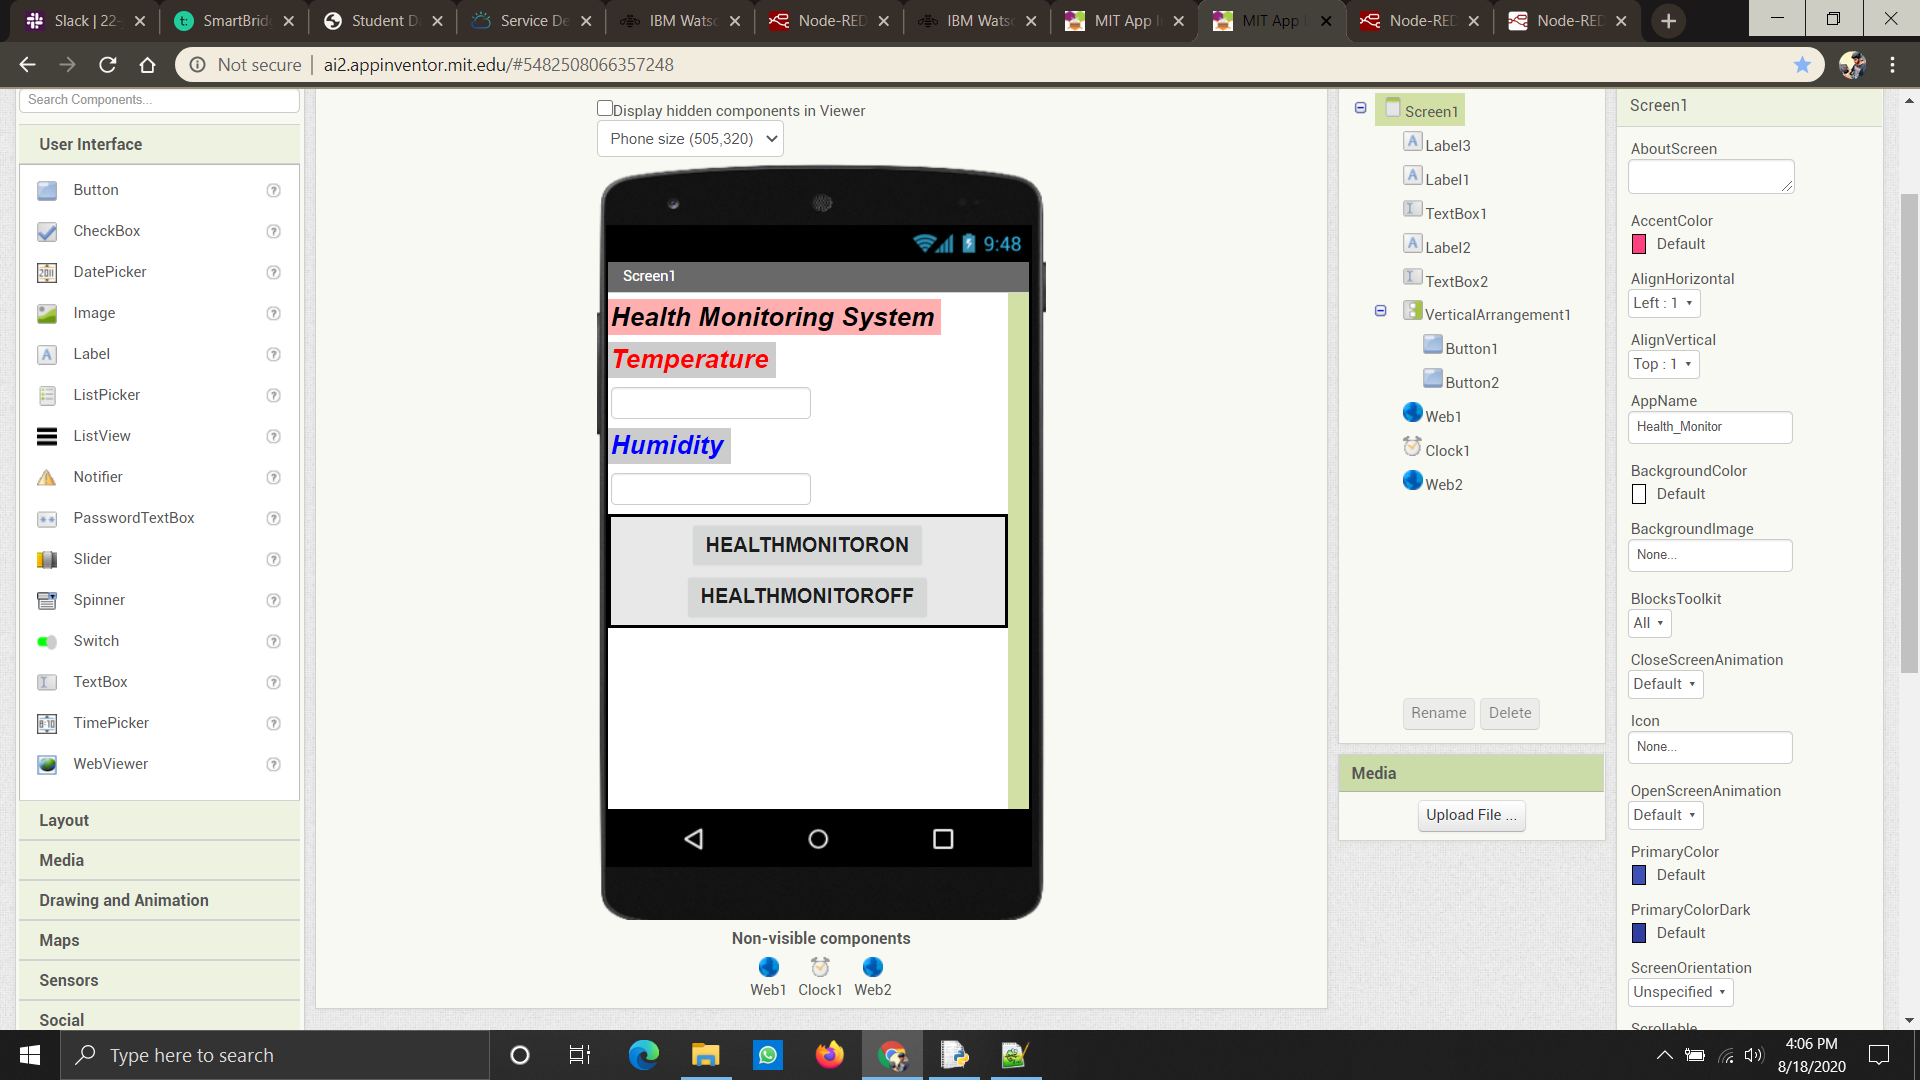 Slack | 22-
SmartBrid
Student D
Service De
IBM Wats
Node-RED
IBM Wats
MIT App I
MIT App I
Node-RED
Node-RED
Not secure
ai2.appinventor.mit.edu/#5482508066357248
Search Components...
User Interface
Button
CheckBox
DatePicker
Image
Label
ListPicker
ListView
Notifier
PasswordTextBox
Slider
Spinner
Switch
TextBox
TimePicker
WebViewer
Layout
Media
Drawing and Animation
Maps
Sensors
Social
Display hidden components in Viewer
Phone size (505,320)
9:48
Screen1
Health Monitoring System
Temperature
Humidity
HEALTHMONITORON
HEALTHMONITOROFF
Non-visible components
Web1 Clock1 Web2
Screen1
Label3
Label1
TextBox1
Label2
TextBox2
VerticalArrangement1
Button1
Button2
Web1
Clock1
Web2
Rename Delete
Media
Upload File ...
Screen1
AboutScreen
AccentColor
Default
AlignHorizontal
Left : 1
AlignVertical
Top : 1
AppName
Health_Monitor
BackgroundColor
Default
BackgroundImage
None...
BlocksToolkit
All
CloseScreenAnimation
Default
Icon
None...
OpenScreenAnimation
Default
PrimaryColor
Default
PrimaryColorDark
Default
ScreenOrientation
Unspecified
Scrollable
Type here to search
4:06 PM
8/18/2020